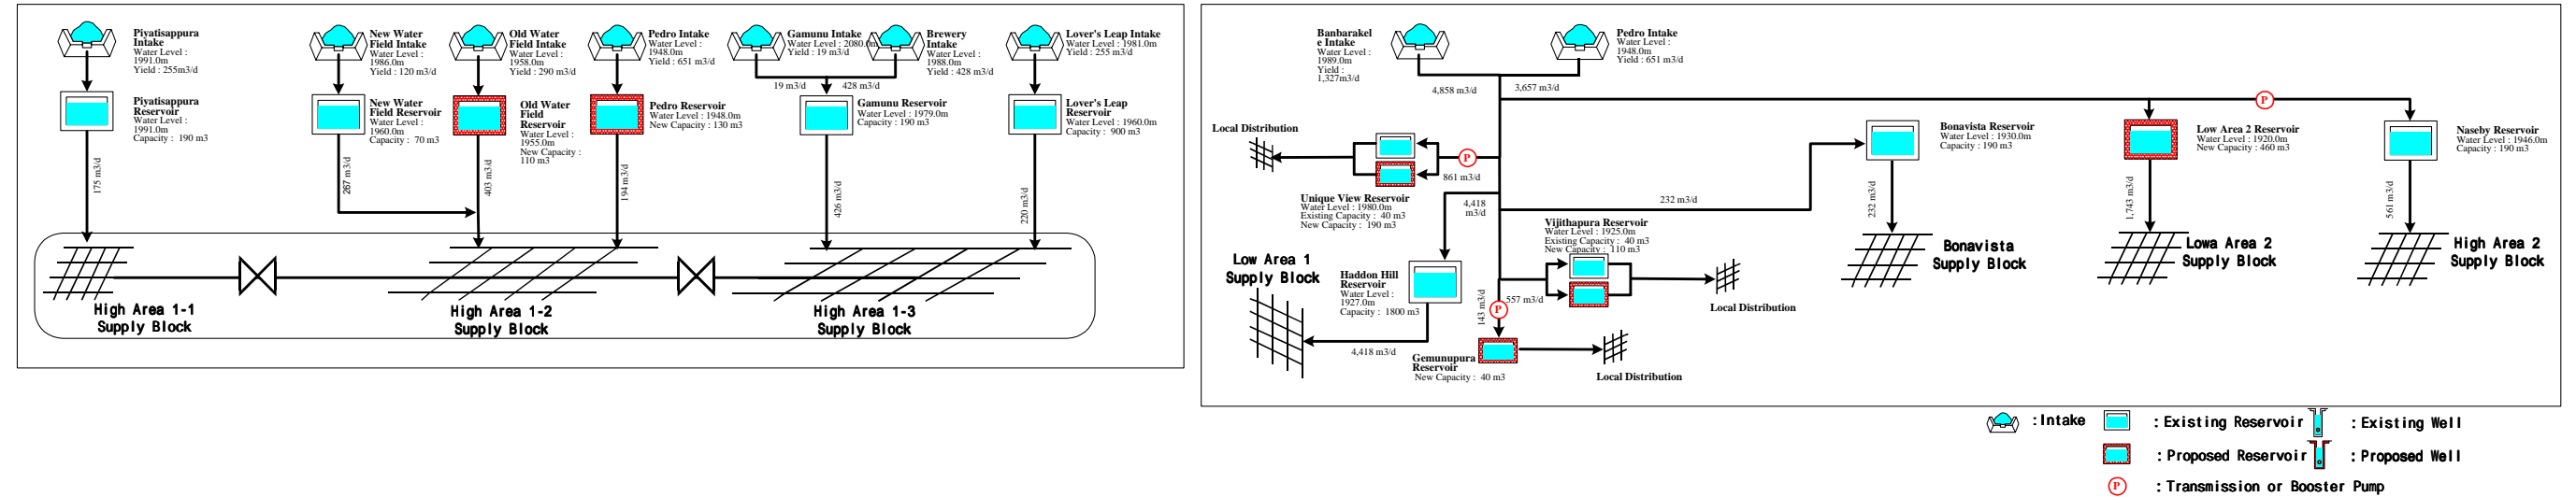 Piyatisappura
Intake
Water Level :
1991.0m
Yield : 255m3/d
New Water
Field Intake
Water Level :
1986.0m
Yield : 120 m3/d
Old Water
Field Intake
Water Level :
1958.0m
Yield : 290 m3/d
Pedro Intake
Water Level :
1948.0m
Yield : 651 m3/d
Gamunu Intake
Water Level : 2080.0m
Yield : 19 m3/d
Brewery
Intake
Water Level :
1988.0m
Yield : 428 m3/d
Lover's Leap Intake
Water Level : 1981.0m
Yield : 255 m3/d
19 m3/d
428 m3/d
Piyatisappura
Reservoir
Water Level :
1991.0m
Capacity : 190 m3
New Water
Field Reservoir
Water Level :
1960.0m
Capacity : 70 m3
Old Water
Field
Reservoir
Water Level :
1955.0m
New Capacity :
110 m3
Pedro Reservoir
Water Level : 1948.0m
New Capacity : 130 m3
Gamunu Reservoir
Water Level : 1979.0m
Capacity : 190 m3
Lover's Leap
Reservoir
Water Level : 1960.0m
Capacity : 900 m3
175 m3/d
267 m3/d
403 m3/d
194 m3/d
426 m3/d
220 m3/d
High Area 1-1
Supply Block
High Area 1-2
Supply Block
High Area 1-3
Supply Block
Banbarakel
e Intake
Water Level :
1989.0m
Yield :
1,327m3/d
Pedro Intake
Water Level :
1948.0m
Yield : 651 m3/d
4,858 m3/d
3,657 m3/d
P
Local Distribution
P
861 m3/d
Unique View Reservoir
Water Level : 1980.0m
Existing Capacity : 40 m3
New Capacity : 190 m3
4,418
m3/d
232 m3/d
Bonavista Reservoir
Water Level : 1930.0m
Capacity : 190 m3
Low Area 2 Reservoir
Water Level : 1920.0m
New Capacity : 460 m3
Naseby Reservoir
Water Level : 1946.0m
Capacity : 190 m3
232 m3/d
1,743 m3/d
561 m3/d
Vijithapura Reservoir
Water Level : 1925.0m
Existing Capacity : 40 m3
New Capacity : 110 m3
Bonavista
Supply Block
Lowa Area 2
Supply Block
High Area 2
Supply Block
Low Area 1
Supply Block
Haddon Hill
Reservoir
Water Level :
1927.0m
Capacity : 1800 m3
143 m3/d
P
557 m3/d
Local Distribution
4,418 m3/d
Gemunupura
Reservoir
New Capacity : 40 m3
Local Distribution
: Intake
: Existing Reservoir
: Existing Well
: Proposed Reservoir
: Proposed Well
P
: Transmission or Booster Pump